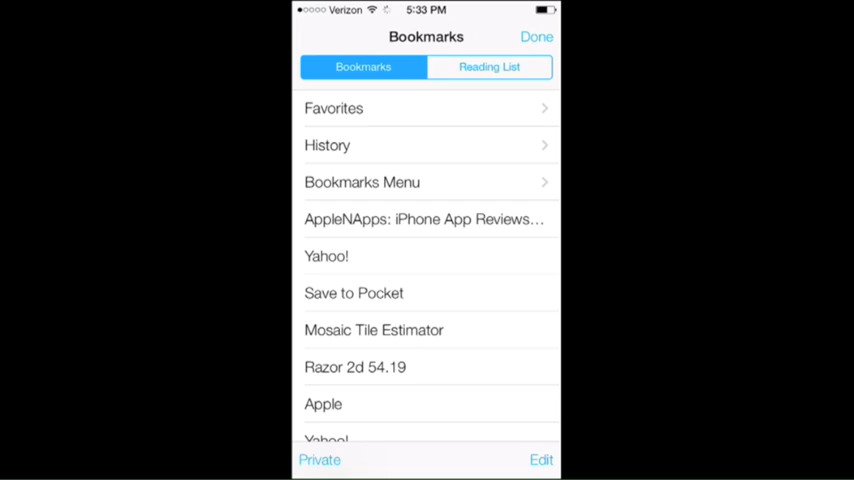 Verizon 5:33 PM
Bookmarks Done
Bookmarks Reading List
Favorites
History
Bookmarks Menu
AppleNApps: iPhone App Reviews…
Yahoo!
Save to Pocket
Mosaic Tile Estimator
Razor 2d 54.19
Apple
Yahoo!
Private Edit